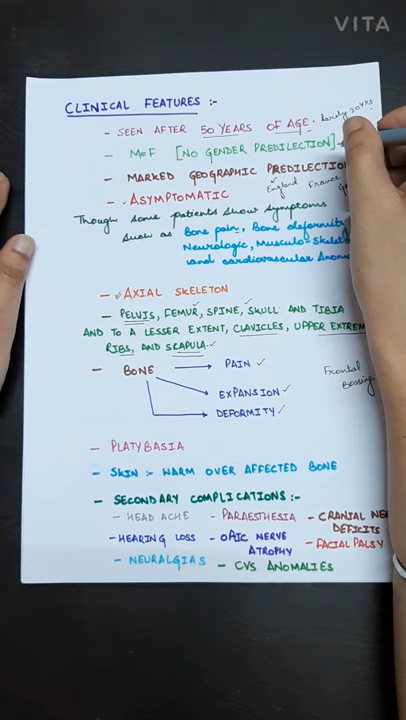 VITA
CLINICAL FEATURES :-
- SEEN AFTER 50 YEARS OF AGE.
- M=F [NO GENDER PREDILECTION]
- MARKED GEOGRAPHIC PREDILECTION
England France
- ASYMPTOMATIC
Though some patients show symptoms
such as Bone pain, Bone deformity
Neurologic, Musculo-Skelet
and cardiovascular Anom
- AXIAL SKELETON
- PELVIS, FEMUR, SPINE, SKULL AND TIBIA
AND TO A LESSER EXTENT, CLAVICLES, UPPER EXTREM
RIBS, AND SCAPULA.
- BONE → PAIN ✓
→ EXPANSION ✓
→ DEFORMITY ✓
Frontal
Bossing
- PLATYBASIA
- SKIN :- WARM OVER AFFECTED BONE
- SECONDARY COMPLICATIONS :-
- HEAD ACHE - PARAESTHESIA - CRANIAL NE
DEFICITS
- HEARING LOSS - OPTIC NERVE
ATROPHY - FACIAL PALSY
- NEURALGIAS - CVS ANOMALIES